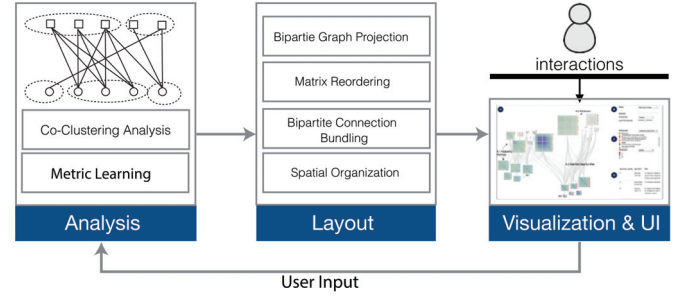 Co-Clustering Analysis
Metric Learning
Analysis
Bipartie Graph Projection
Matrix Reordering
Bipartite Connection
Bundling
Spatial Organization
Layout
interactions
Visualization & UI
User Input